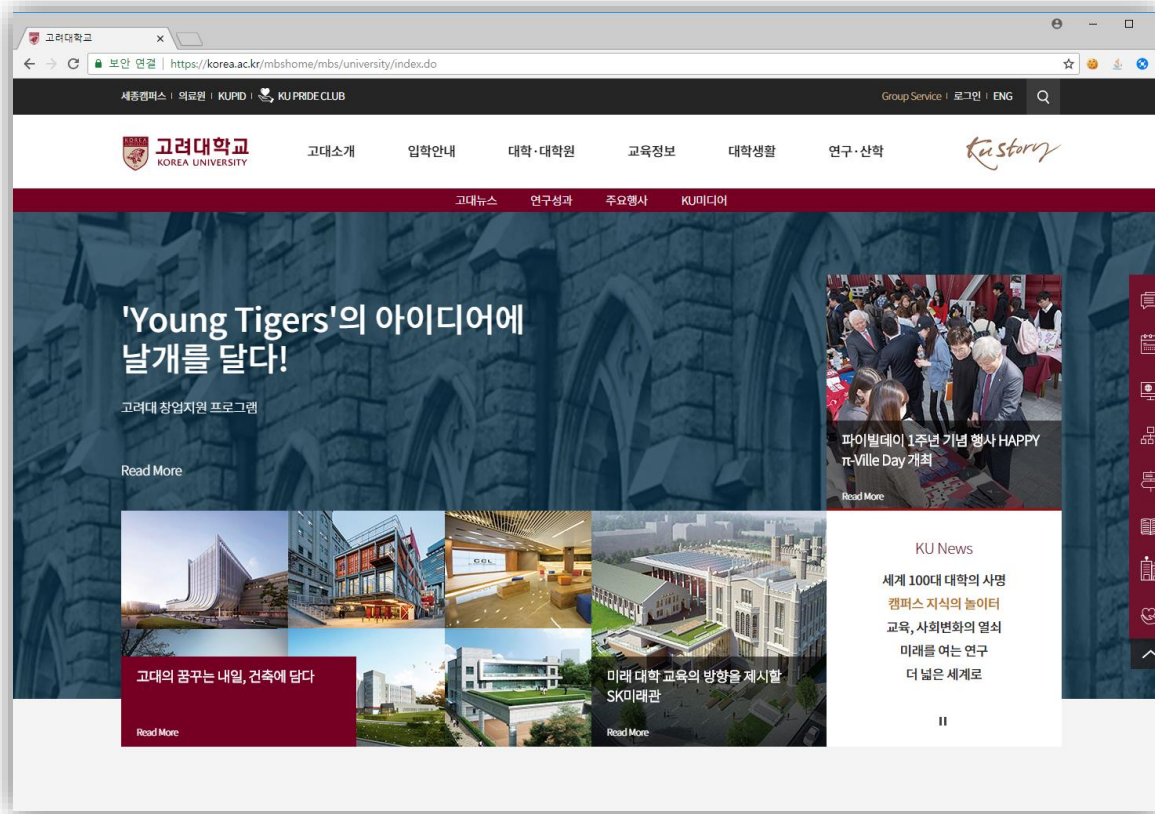 고려대학교
보안 연결 | https://korea.ac.kr/mbshome/mbs/university/index.do
세종캠퍼스 | 의료원 | KUPID | KU PRIDE CLUB
Group Service | 로그인 | ENG
고려대학교
KOREA UNIVERSITY
고대소개 입학안내 대학·대학원 교육정보 대학생활 연구·산학
Ku Story
고대뉴스 연구성과 주요행사 KU미디어
'Young Tigers'의 아이디어에
날개를 달다!
고려대 창업지원 프로그램
Read More
파이빌데이 1주년 기념 행사 HAPPY
π-Ville Day 개최
Read More
CCL
고대의 꿈꾸는 내일, 건축에 담다
Read More
미래 대학 교육의 방향을 제시할
SK미래관
Read More
KU News
세계 100대 대학의 사명
캠퍼스 지식의 놀이터
교육, 사회변화의 열쇠
미래를 여는 연구
더 넓은 세계로